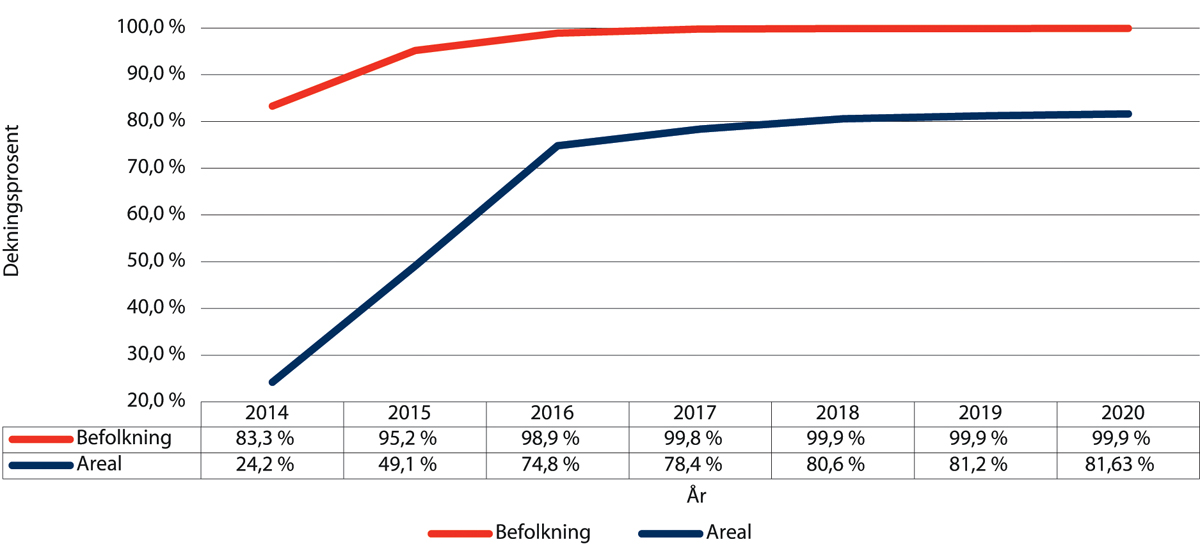 100,0 %
90,0 %
80,0 %
70,0 %
60,0 %
50,0 %
40,0 %
30,0 %
20,0 %
Dekningsprosent
2014 2015 2016 2017 2018 2019 2020
Befolkning 83,3 % 95,2 % 98,9 % 99,8 % 99,9 % 99,9 % 99,9 %
Areal 24,2 % 49,1 % 74,8 % 78,4 % 80,6 % 81,2 % 81,63 %
År
Befolkning Areal